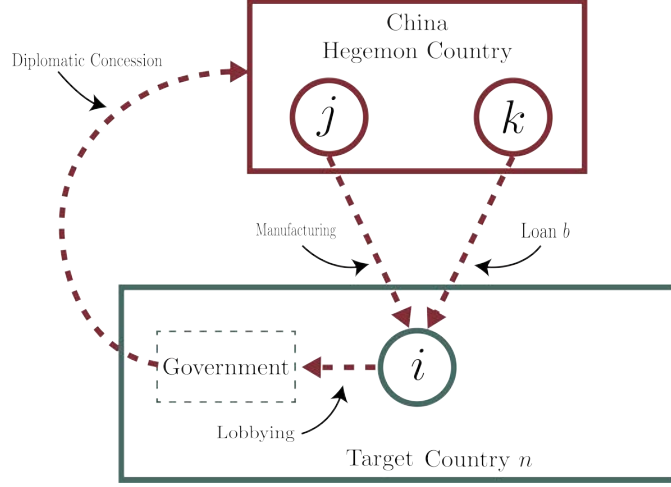 China
Hegemon Country
Diplomatic Concession
j
k
Manufacturing
Loan b
Government
i
Lobbying
Target Country n